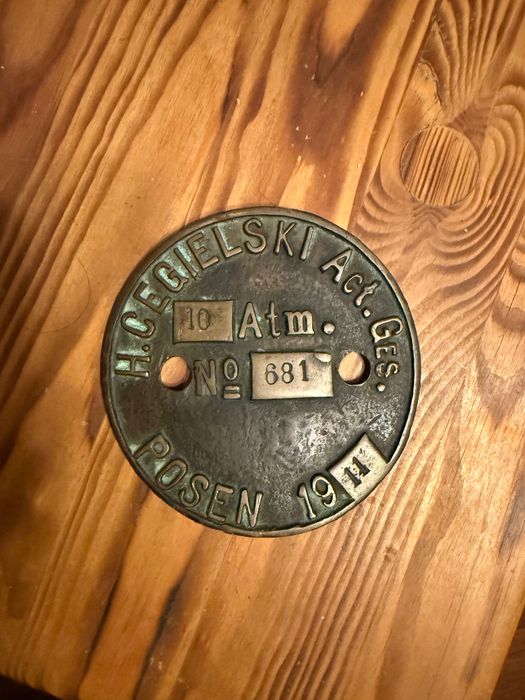 H. CEGIELSKI Act. Ges.
10 Atm.
No 681
POSEN 1911